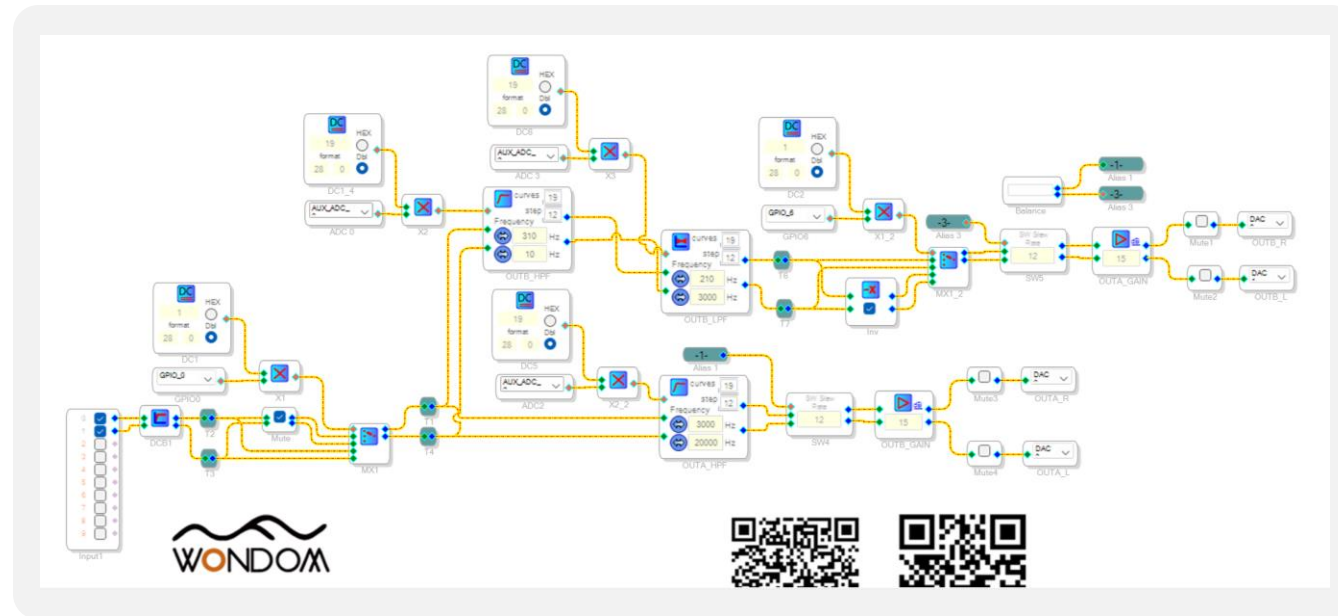 DC
HEX
19
format
Dbl
28 0
DC6
AUX_ADC_
ADC 3
X3
DC
HEX
19
format
Dbl
28 0
DC1_4
AUX_ADC_
ADC 0
X2
curves 19
step 12
Frequency
310 Hz
10 Hz
OUTB_HPF
curves 19
step 12
Frequency
210 Hz
3000 Hz
OUTB_LPF
T6
T7
-x
Inv
DC
HEX
1
format
Dbl
28 0
DC2
GPIO_6
GPIO6
X1_2
MX1_2
-3-
Alias 3
Balance
-1-
Alias 1
-3-
Alias 3
SW Slew
Rate
12
SW5
15
OUTA_GAIN
Mute1
DAC
OUTB_R
Mute2
DAC
OUTB_L
DC
HEX
1
format
Dbl
28 0
DC1
GPIO_0
GPIO0
X1
0
1
2
3
4
5
6
7
8
9
Input1
DCB1
T2
T3
Mute
MX1
T1
T4
DC
HEX
19
format
Dbl
28 0
DC5
AUX_ADC_
ADC2
X2_2
-1-
Alias 1
curves 19
step 12
Frequency
3000 Hz
20000 Hz
OUTA_HPF
SW Slew
Rate
12
SW4
15
OUTB_GAIN
Mute3
DAC
OUTA_R
Mute4
DAC
OUTA_L
WONDOM